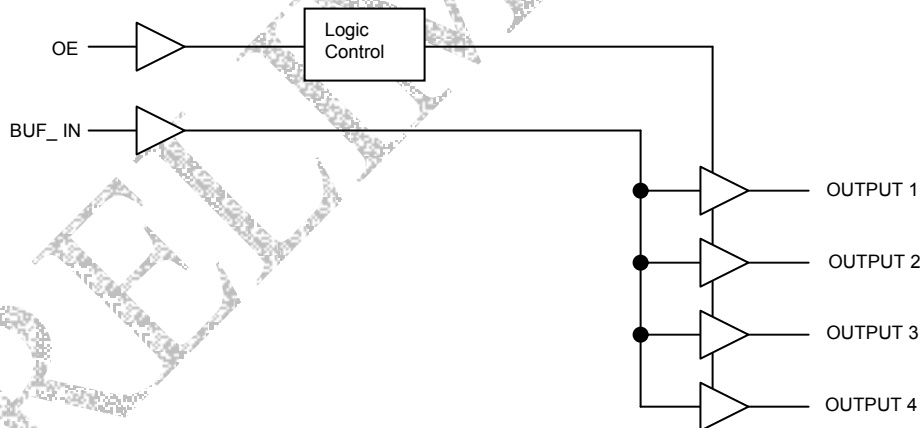 OE
Logic
Control
BUF_ IN
OUTPUT 1
OUTPUT 2
OUTPUT 3
OUTPUT 4